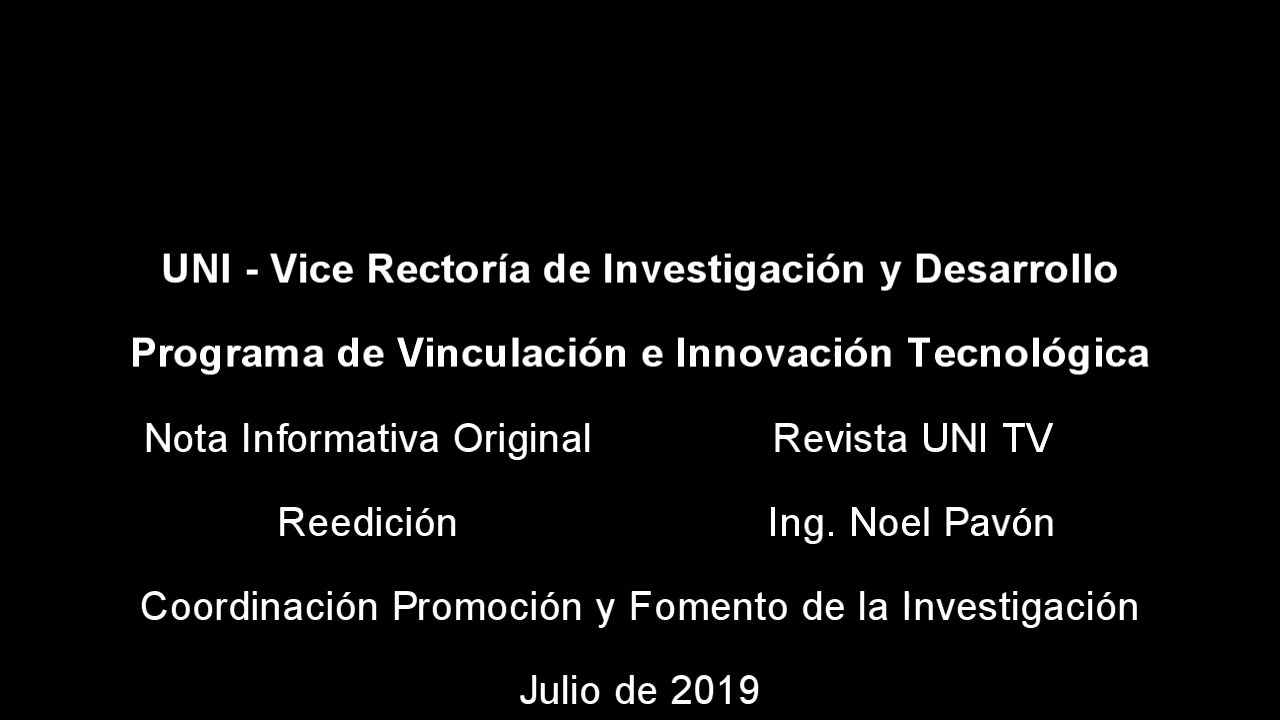 UNI - Vice Rectoría de Investigación y Desarrollo
Programa de Vinculación e Innovación Tecnológica
Nota Informativa Original Revista UNI TV
Reedición Ing. Noel Pavón
Coordinación Promoción y Fomento de la Investigación
Julio de 2019